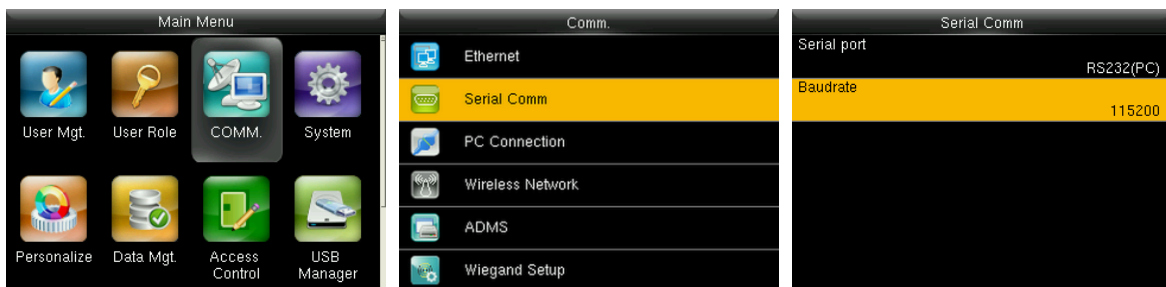 Main Menu
User Mgt.
User Role
COMM.
System
Personalize
Data Mgt.
Access
Control
USB
Manager
Comm.
Ethernet
Serial Comm
PC Connection
Wireless Network
ADMS
Wiegand Setup
Serial Comm
Serial port
RS232(PC)
Baudrate
115200